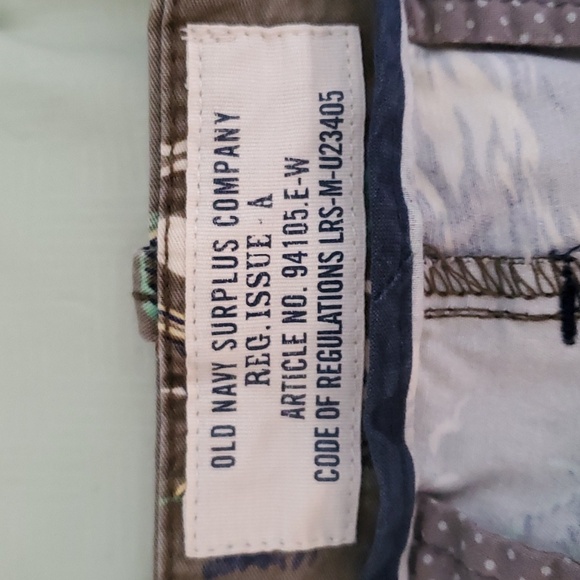 OLD NAVY SURPLUS COMPANY
REG. ISSUE - A
ARTICLE NO. 94105.E-W
CODE OF REGULATIONS LRS-M-U23405